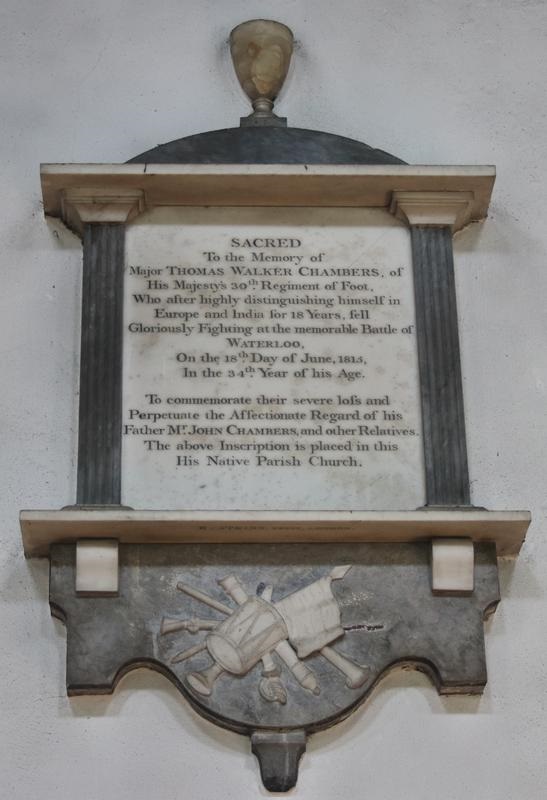 SACRED
To the Memory of
Major THOMAS WALKER CHAMBERS, of
His Majesty's 30th Regiment of Foot,
Who after highly distinguishing himself in
Europe and India for 18 Years, fell
Gloriously Fighting at the memorable Battle of
WATERLOO,
On the 18th Day of June, 1815,
In the 34th Year of his Age.
To commemorate their severe loſs and
Perpetuate the Affectionate Regard of his
Father Mr. JOHN CHAMBERS, and other Relatives.
The above Inscription is placed in this
His Native Parish Church.